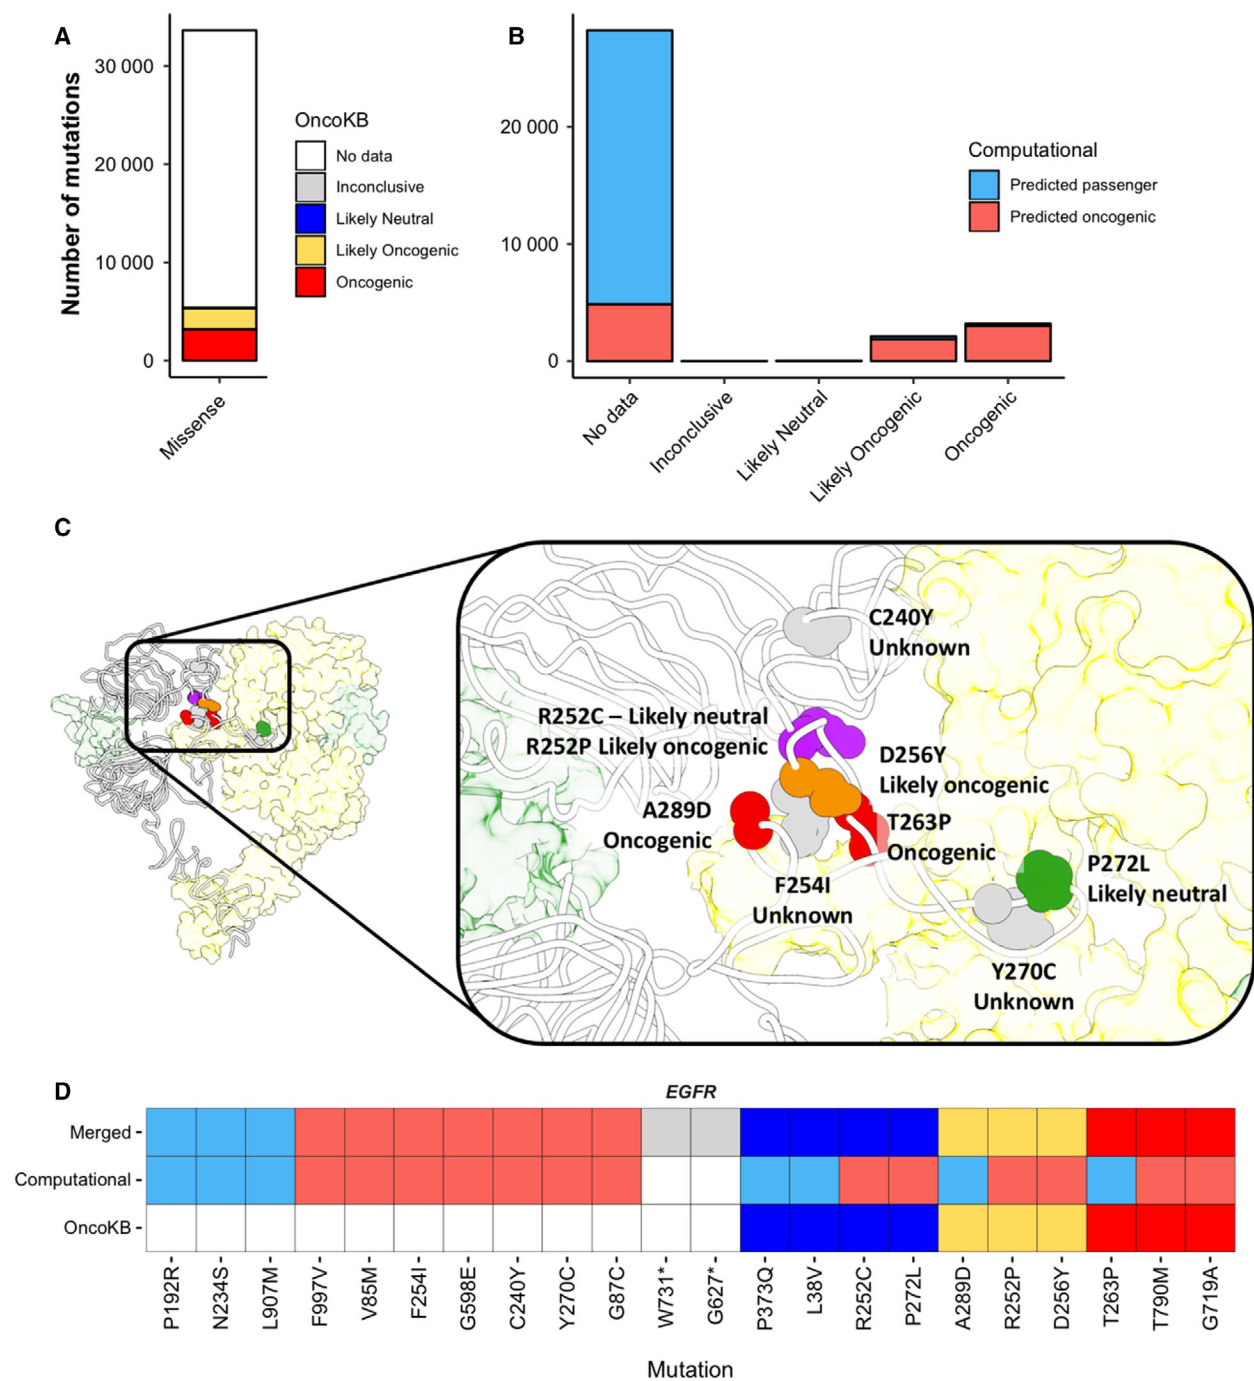 A
Number of mutations
30 000
20 000
10 000
0
Missense
OncoKB
No data
Inconclusive
Likely Neutral
Likely Oncogenic
Oncogenic
B
20 000
10 000
0
No data
Inconclusive
Likely Neutral
Likely Oncogenic
Oncogenic
Computational
Predicted passenger
Predicted oncogenic
C
C240Y
Unknown
R252C – Likely neutral
R252P Likely oncogenic
D256Y
Likely oncogenic
A289D
Oncogenic
T263P
Oncogenic
F254I
Unknown
P272L
Likely neutral
Y270C
Unknown
D
EGFR
Merged
Computational
OncoKB
P192R
N234S
L907M
F997V
V85M
F254I
G598E
C240Y
Y270C
G87C
W731*
G627*
P373Q
L38V
R252C
P272L
A289D
R252P
D256Y
T263P
T790M
G719A
Mutation